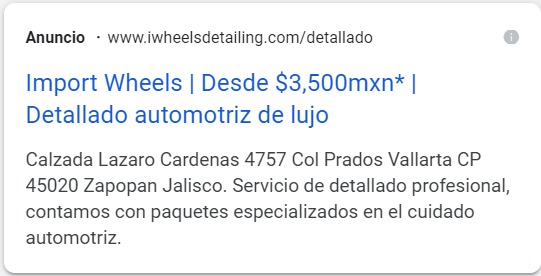 Anuncio · www.iwheelsdetailing.com/detallado
Import Wheels | Desde $3,500mxn* |
Detallado automotriz de lujo
Calzada Lazaro Cardenas 4757 Col Prados Vallarta CP
45020 Zapopan Jalisco. Servicio de detallado profesional,
contamos con paquetes especializados en el cuidado
automotriz.